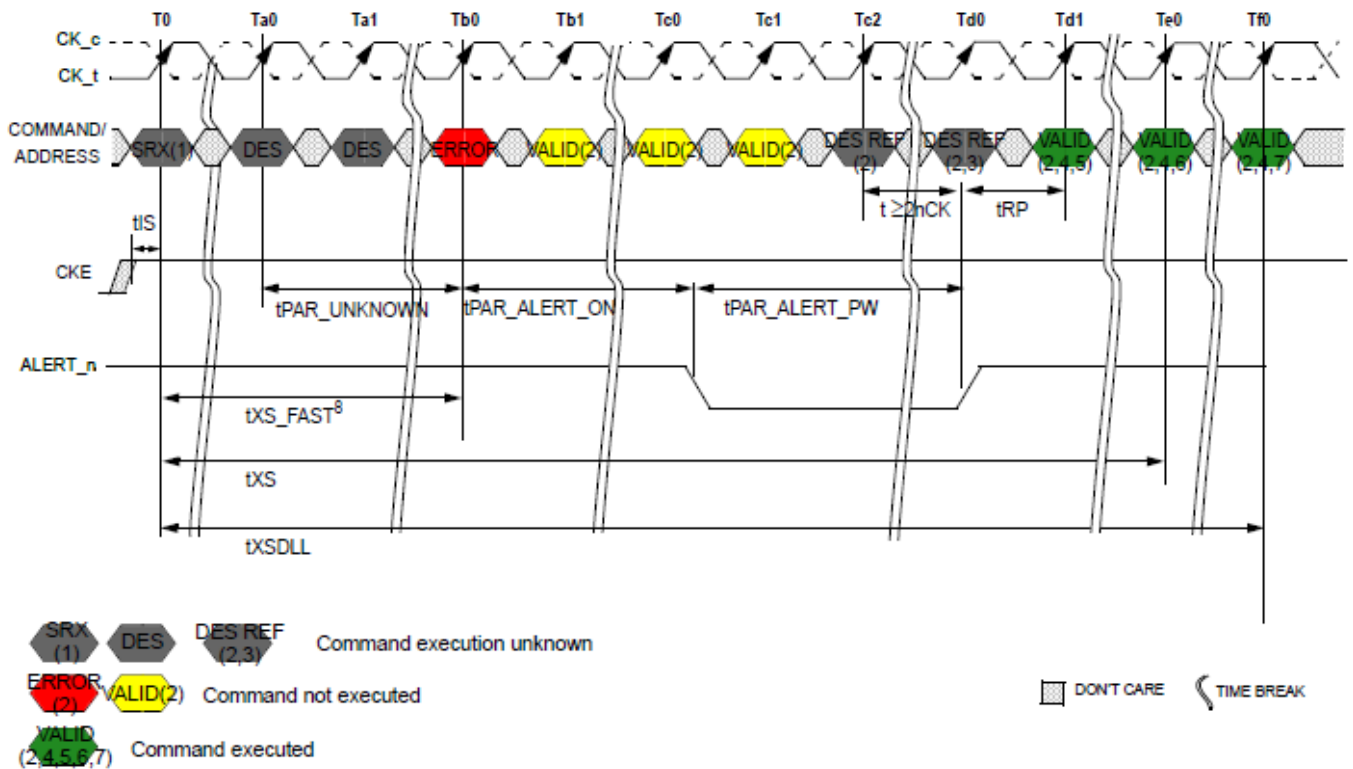 T0 Ta0 Ta1 Tb0 Tb1 Tc0 Tc1 Tc2 Td0 Td1 Te0 Tf0
CK_c
CK_t
COMMAND/
ADDRESS
SRX(1) DES DES ERROR VALID(2) VALID(2) VALID(2) DES REF (2) DES REF (2,3) VALID (2,4,5) VALID (2,4,6) VALID (2,4,7)
t ≥2nCK tRP
tIS
CKE
tPAR_UNKNOWN tPAR_ALERT_ON tPAR_ALERT_PW
ALERT_n
tXS_FAST8
tXS
tXSDLL
SRX (1) DES DES REF (2,3) Command execution unknown
ERROR (2) VALID(2) Command not executed
DON'T CARE TIME BREAK
VALID (2,4,5,6,7) Command executed